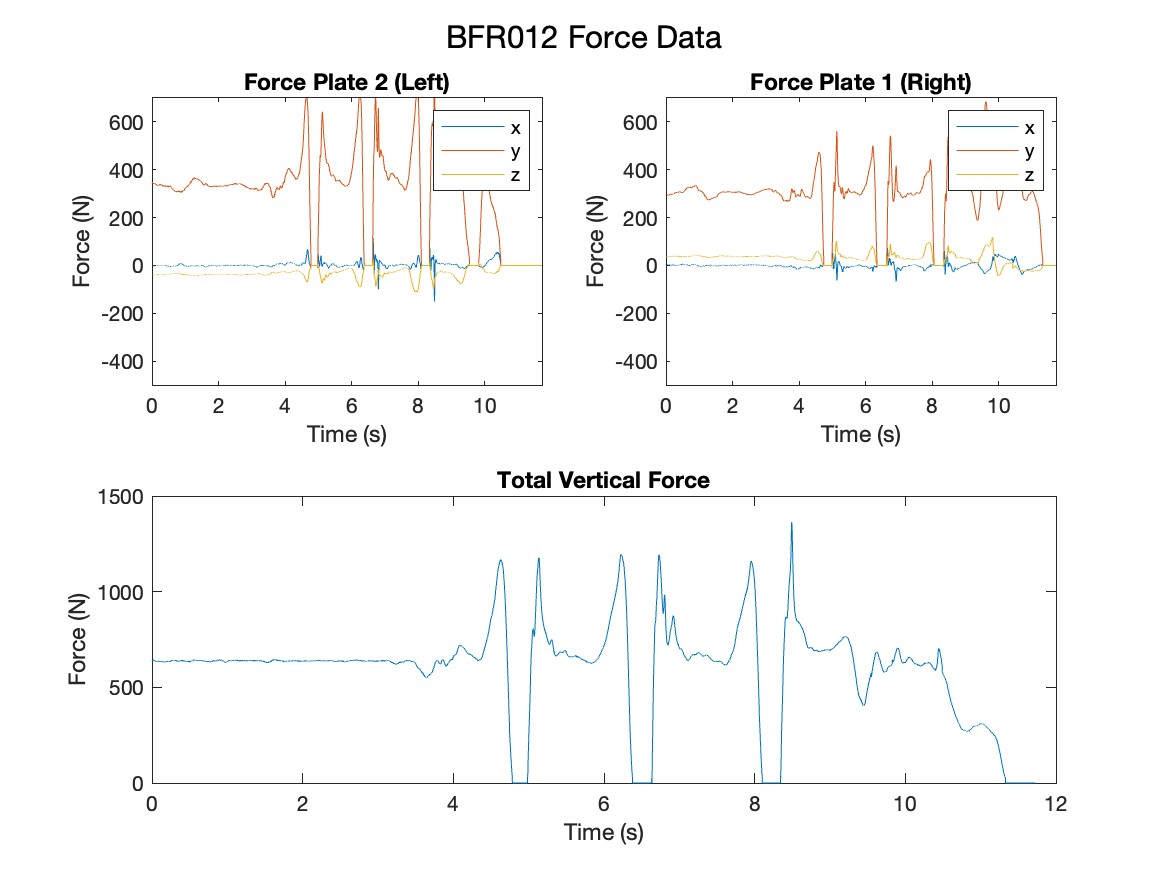 BFR012 Force Data
Force Plate 2 (Left)
600
400
200
0
-200
-400
Force (N)
0 2 4 6 8 10
Time (s)
x
y
z
Force Plate 1 (Right)
600
400
200
0
-200
-400
Force (N)
0 2 4 6 8 10
Time (s)
x
y
z
Total Vertical Force
1500
1000
500
0
Force (N)
0 2 4 6 8 10 12
Time (s)